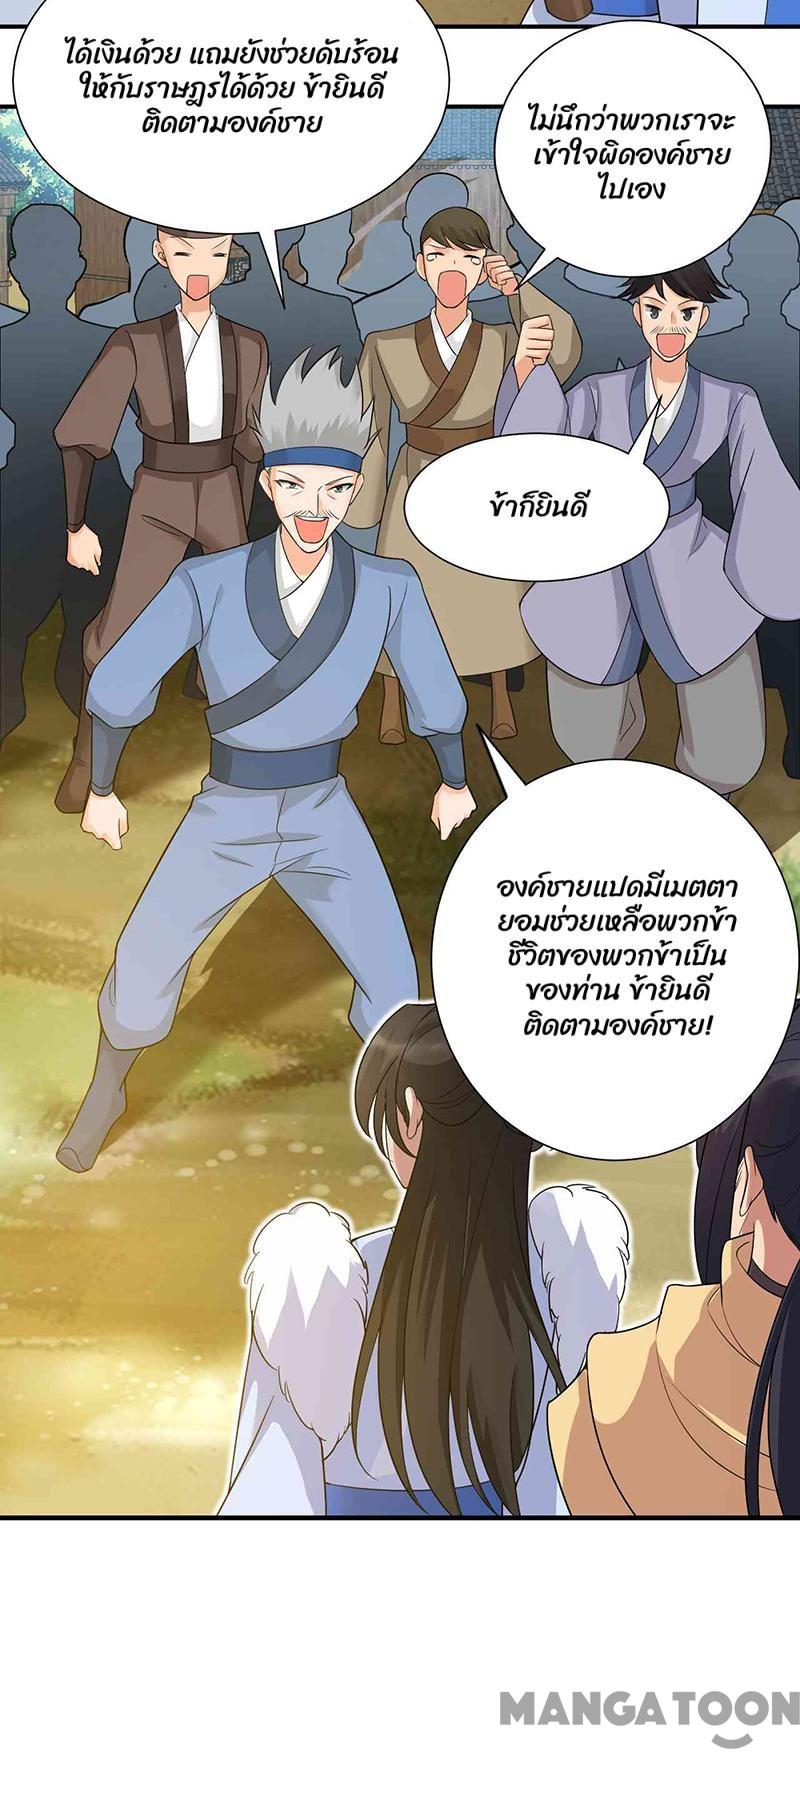 ได้เงินด้วย แถมยังช่วยดับร้อน
ให้กับราษฎรได้ด้วย ข้ายินดี
ติดตามองค์ชาย
ไม่นึกว่าพวกเราจะ
เข้าใจผิดองค์ชาย
ไปเอง
ข้าก็ยินดี
องค์ชายแปดมีเมตตา
ยอมช่วยเหลือพวกข้า
ชีวิตของพวกข้าเป็น
ของท่าน ข้ายินดี
ติดตามองค์ชาย!
MANGATOON